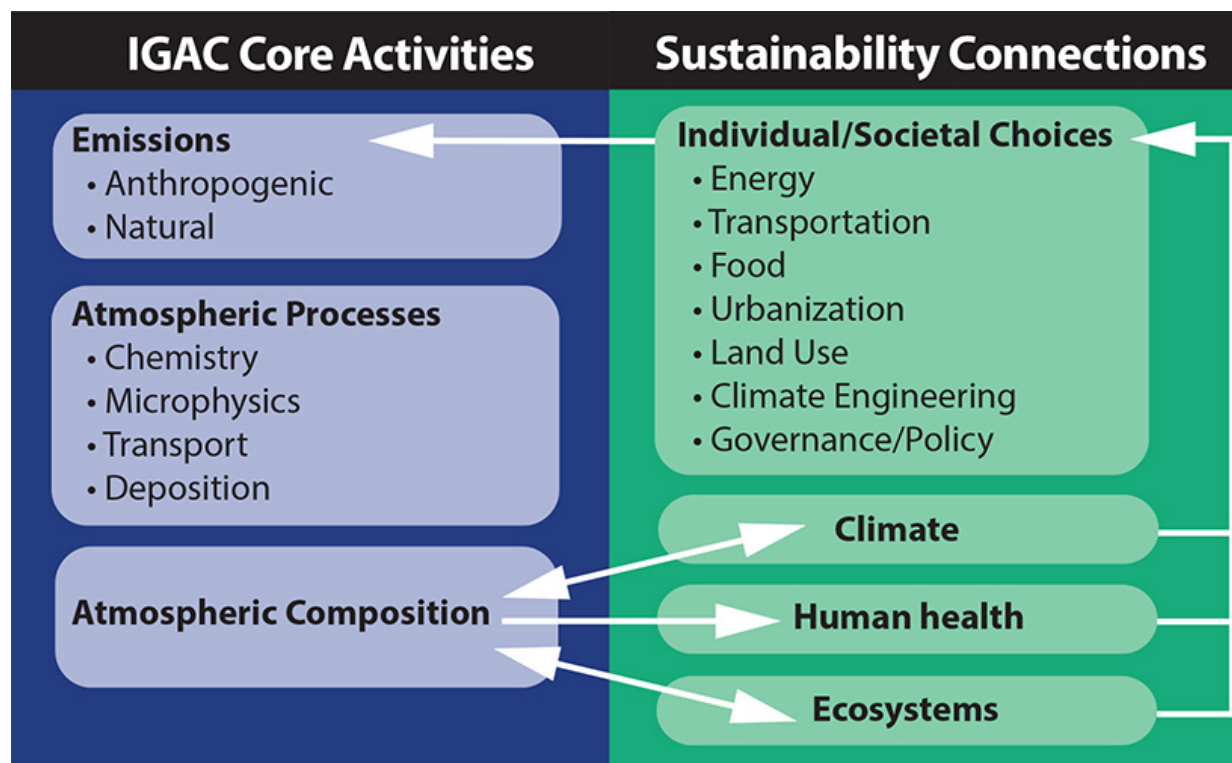 IGAC Core Activities
Emissions
• Anthropogenic
• Natural
Atmospheric Processes
• Chemistry
• Microphysics
• Transport
• Deposition
Atmospheric Composition
Sustainability Connections
Individual/Societal Choices
• Energy
• Transportation
• Food
• Urbanization
• Land Use
• Climate Engineering
• Governance/Policy
Climate
Human health
Ecosystems